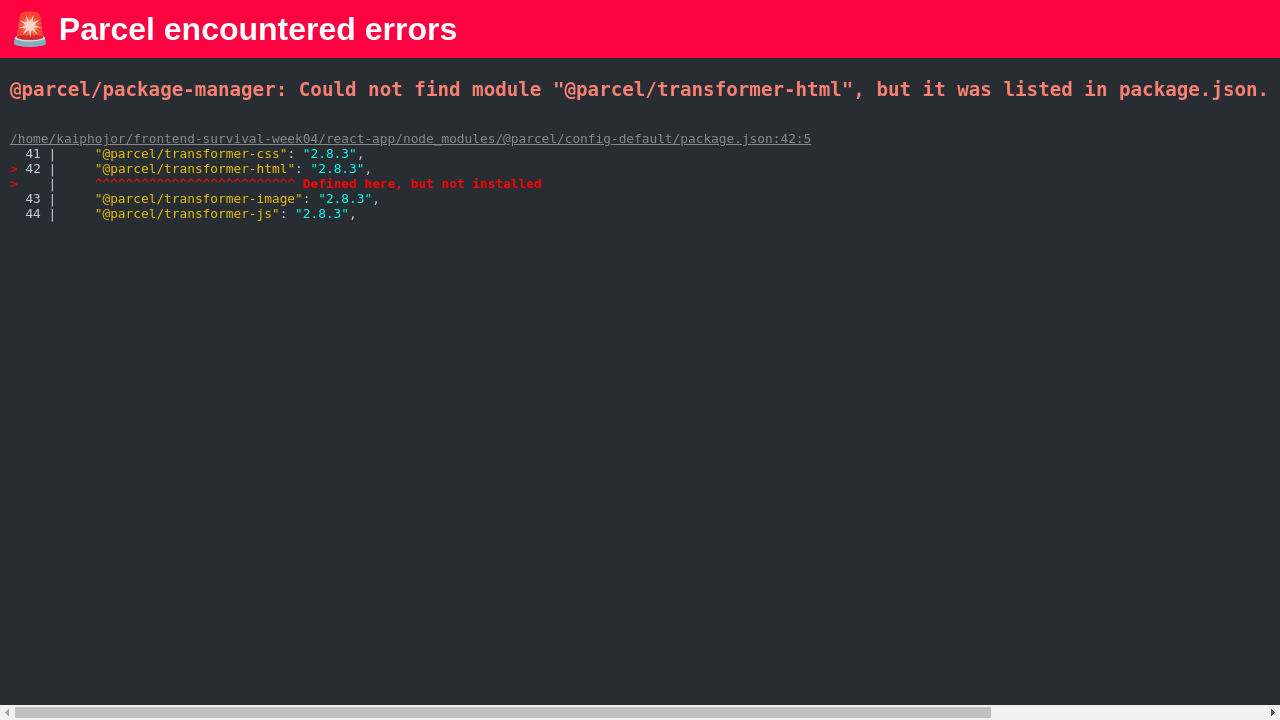 🚨 Parcel encountered errors
@parcel/package-manager: Could not find module "@parcel/transformer-html", but it was listed in package.json.
/home/kaiphojor/frontend-survival-week04/react-app/node_modules/@parcel/config-default/package.json:42:5
  41 |     "@parcel/transformer-css": "2.8.3",
> 42 |     "@parcel/transformer-html": "2.8.3",
>    |     ^^^^^^^^^^^^^^^^^^^^^^^^^^ Defined here, but not installed
  43 |     "@parcel/transformer-image": "2.8.3",
  44 |     "@parcel/transformer-js": "2.8.3",